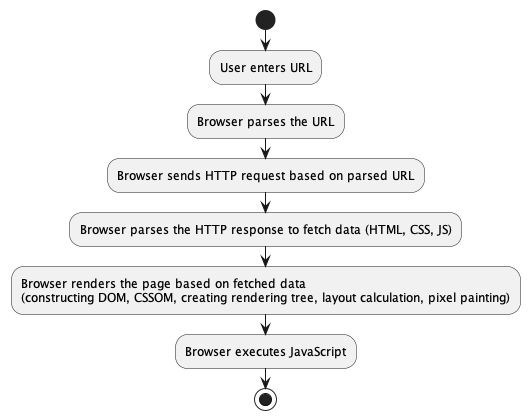 User enters URL
Browser parses the URL
Browser sends HTTP request based on parsed URL
Browser parses the HTTP response to fetch data (HTML, CSS, JS)
Browser renders the page based on fetched data
(constructing DOM, CSSOM, creating rendering tree, layout calculation, pixel painting)
Browser executes JavaScript